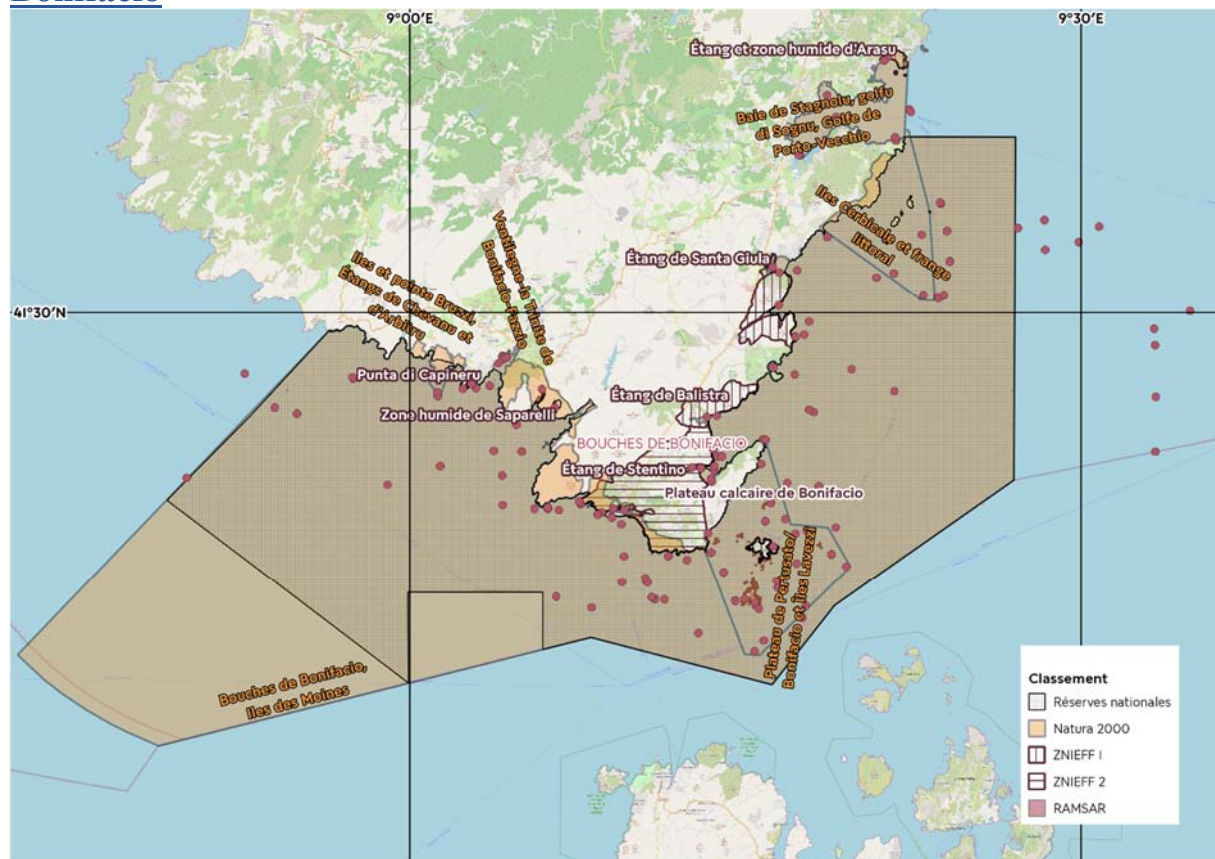 Bonifacio
9°00′E
9°30′E
Étang et zone humide d'Arasu
Baie de Stagnolu, golfu
di Sognu, Golfe de
Porto-Vecchio
Iles Cerbicale et frange
littoral
Étang de Santa Giula
Ventilegne-la Trinite de
Bonifacio-Fazzio
Iles et pointe Bruzzi,
Étangs de Chevanu et
d'Arbitru
41°30′N
Punta di Capineru
Étang de Balistra
Zone humide de Saparelli
BOUCHES DE BONIFACIO
Étang de Stentino
Plateau calcaire de Bonifacio
Plateau de Pertusato/
Bonifacio et îles Lavezzi
Bouches de Bonifacio,
Iles des Moines
Classement
Réserves nationales
Natura 2000
ZNIEFF 1
ZNIEFF 2
RAMSAR